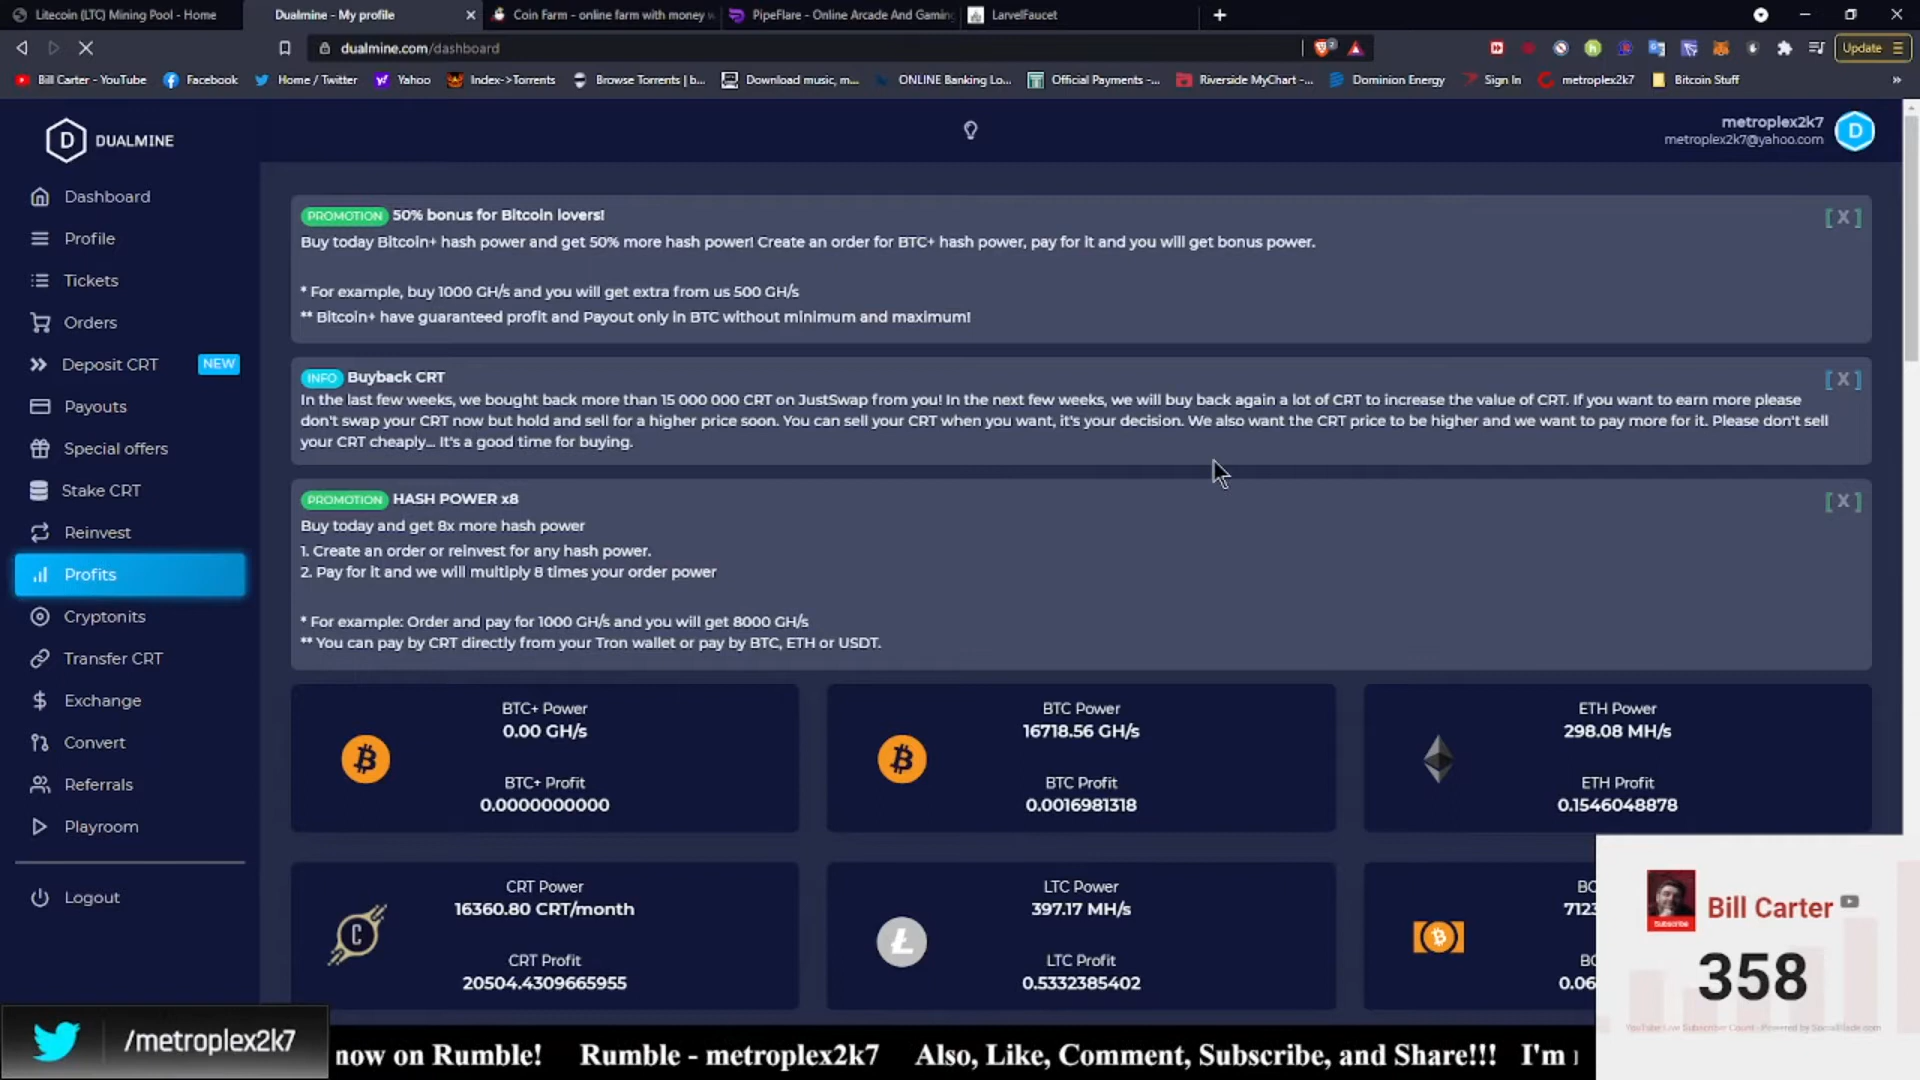 Litecoin (LTC) Mining Pool - Home
Dualmine - My profile
Coin Farm - online farm with money
PipeFlare - Online Arcade And Gaming
LarvelFaucet
dualmine.com/dashboard
Update
Bill Carter - YouTube
Facebook
Home / Twitter
Yahoo
Index->Torrents
Browse Torrents | b...
Download music, m...
ONLINE Banking Lo...
Official Payments -...
Riverside MyChart -...
Dominion Energy
Sign In
metroplex2k7
Bitcoin Stuff
DUALMINE
metroplex2k7
metroplex2k7@yahoo.com
Dashboard
Profile
Tickets
Orders
Deposit CRT NEW
Payouts
Special offers
Stake CRT
Reinvest
Profits
Cryptonits
Transfer CRT
Exchange
Convert
Referrals
Playroom
Logout
PROMOTION 50% bonus for Bitcoin lovers! [X]
Buy today Bitcoin+ hash power and get 50% more hash power! Create an order for BTC+ hash power, pay for it and you will get bonus power.
* For example, buy 1000 GH/s and you will get extra from us 500 GH/s
** Bitcoin+ have guaranteed profit and Payout only in BTC without minimum and maximum!
INFO Buyback CRT [X]
In the last few weeks, we bought back more than 15 000 000 CRT on JustSwap from you! In the next few weeks, we will buy back again a lot of CRT to increase the value of CRT. If you want to earn more please
don't swap your CRT now but hold and sell for a higher price soon. You can sell your CRT when you want, it's your decision. We also want the CRT price to be higher and we want to pay more for it. Please don't sell
your CRT cheaply... It's a good time for buying.
PROMOTION HASH POWER x8 [X]
Buy today and get 8x more hash power
1. Create an order or reinvest for any hash power.
2. Pay for it and we will multiply 8 times your order power
* For example: Order and pay for 1000 GH/s and you will get 8000 GH/s
** You can pay by CRT directly from your Tron wallet or pay by BTC, ETH or USDT.
BTC+ Power
0.00 GH/s
BTC+ Profit
0.0000000000
BTC Power
16718.56 GH/s
BTC Profit
0.0016981318
ETH Power
298.08 MH/s
ETH Profit
0.1546048878
CRT Power
16360.80 CRT/month
CRT Profit
20504.4309665955
LTC Power
397.17 MH/s
LTC Profit
0.5332385402
BC
7123
BC
0.06
Bill Carter
Subscribe
358
YouTube Live Subscriber Count - Powered by SocialBlade.com
/metroplex2k7
now on Rumble! Rumble - metroplex2k7 Also, Like, Comment, Subscribe, and Share!!! I'm